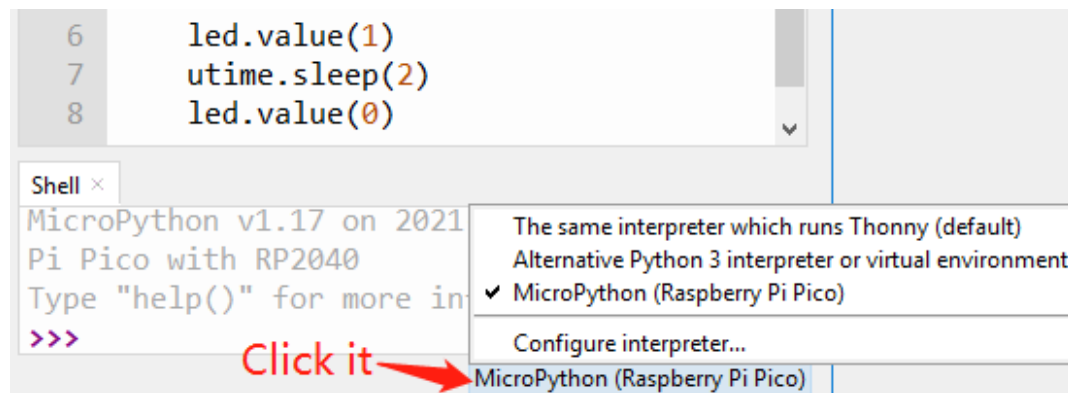 6 led.value(1)
7 utime.sleep(2)
8 led.value(0)
Shell ×
MicroPython v1.17 on 2021
Pi Pico with RP2040
Type "help()" for more in
>>>
The same interpreter which runs Thonny (default)
Alternative Python 3 interpreter or virtual environment
✓ MicroPython (Raspberry Pi Pico)
Configure interpreter...
Click it
MicroPython (Raspberry Pi Pico)